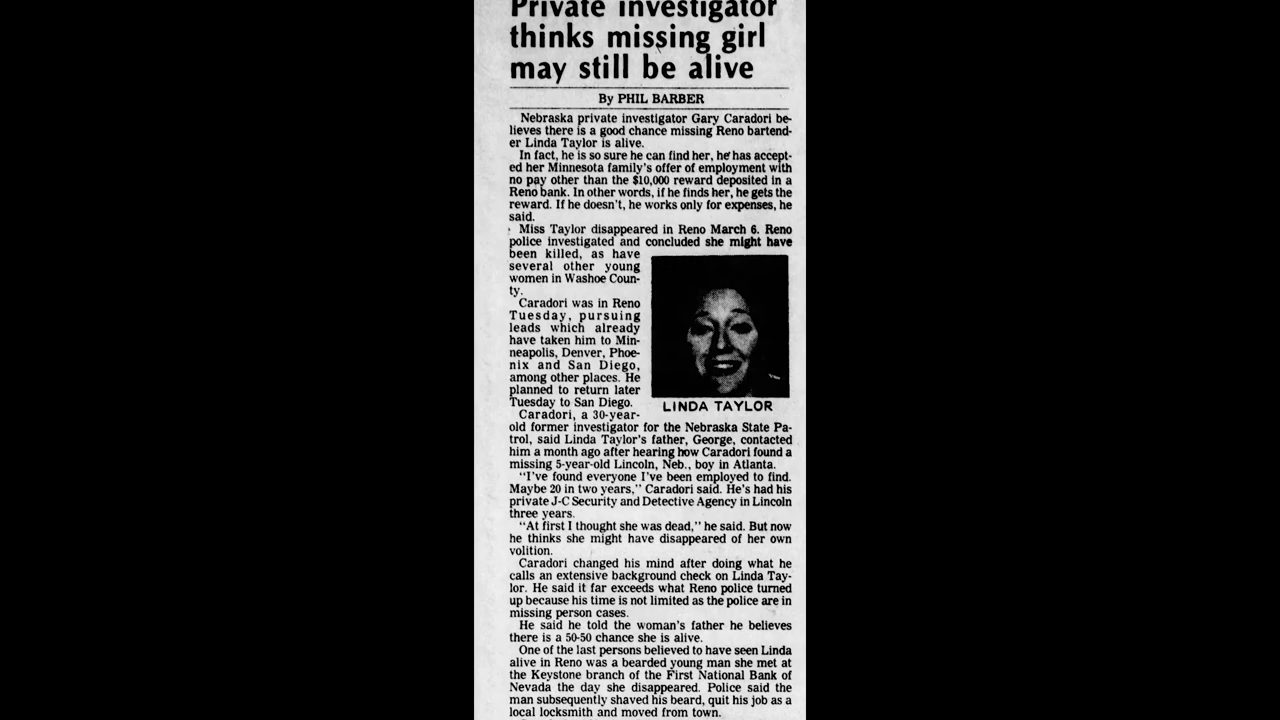 Private investigator
thinks missing girl
may still be alive
By PHIL BARBER
Nebraska private investigator Gary Caradori be-
lieves there is a good chance missing Reno bartend-
er Linda Taylor is alive.
In fact, he is so sure he can find her, he has accept-
ed her Minnesota family's offer of employment with
no pay other than the $10,000 reward deposited in a
Reno bank. In other words, if he finds her, he gets the
reward. If he doesn't, he works only for expenses, he
said.
Miss Taylor disappeared in Reno March 6. Reno
police investigated and concluded she might have
been killed, as have
several other young
women in Washoe Coun-
ty.
Caradori was in Reno
Tuesday, pursuing
leads which already
have taken him to Min-
neapolis, Denver, Phoe-
nix and San Diego,
among other places. He
planned to return later
Tuesday to San Diego.
LINDA TAYLOR
Caradori, a 30-year-
old former investigator for the Nebraska State Pa-
trol, said Linda Taylor's father, George, contacted
him a month ago after hearing how Caradori found a
missing 5-year-old Lincoln, Neb., boy in Atlanta.
"I've found everyone I've been employed to find.
Maybe 20 in two years," Caradori said. He's had his
private J-C Security and Detective Agency in Lincoln
three years.
"At first I thought she was dead," he said. But now
he thinks she might have disappeared of her own
volition.
Caradori changed his mind after doing what he
calls an extensive background check on Linda Tay-
lor. He said it far exceeds what Reno police turned
up because his time is not limited as the police are in
missing person cases.
He said he told the woman's father he believes
there is a 50-50 chance she is alive.
One of the last persons believed to have seen Linda
alive in Reno was a bearded young man she met at
the Keystone branch of the First National Bank of
Nevada the day she disappeared. Police said the
man subsequently shaved his beard, quit his job as a
local locksmith and moved from town.